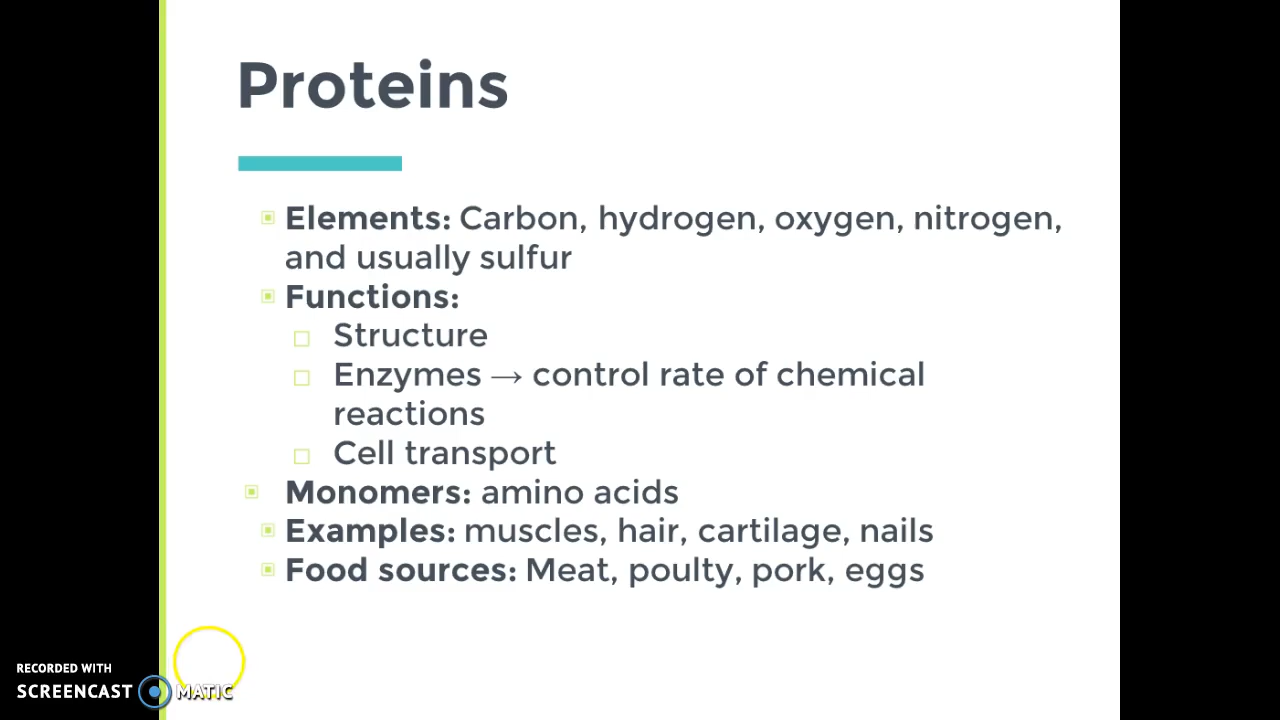 Proteins
Elements: Carbon, hydrogen, oxygen, nitrogen,
and usually sulfur
Functions:
Structure
Enzymes → control rate of chemical
reactions
Cell transport
Monomers: amino acids
Examples: muscles, hair, cartilage, nails
Food sources: Meat, poulty, pork, eggs
RECORDED WITH
SCREENCAST MATIC